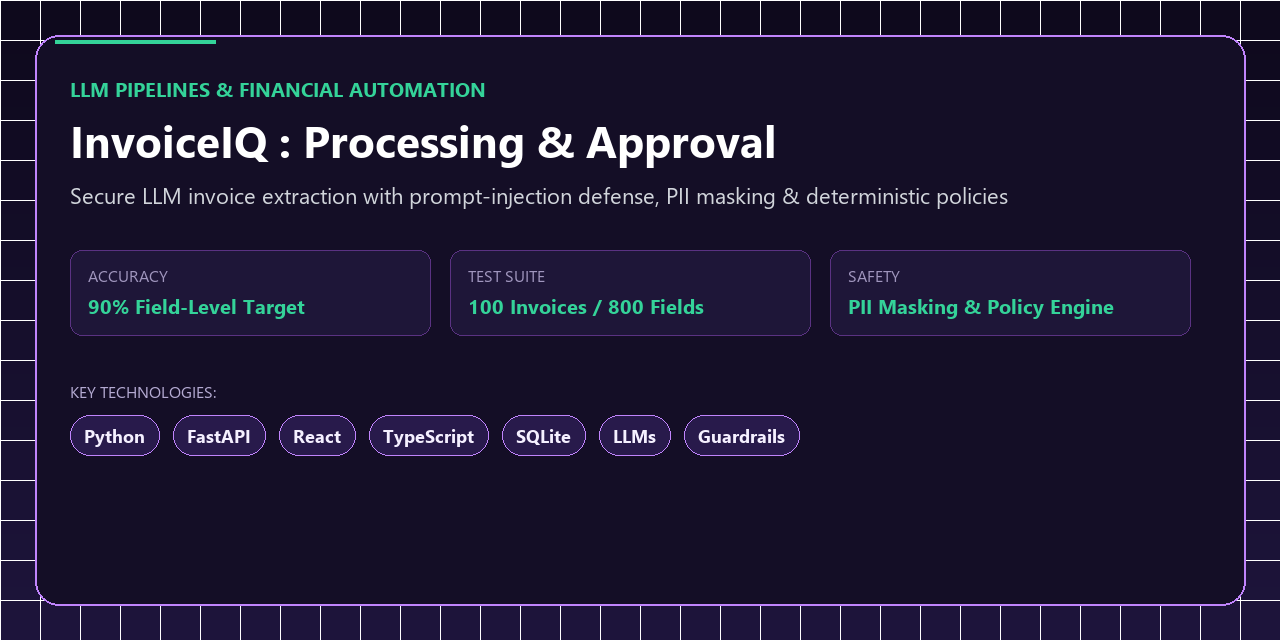 LLM PIPELINES & FINANCIAL AUTOMATION
InvoiceIQ : Processing & Approval
Secure LLM invoice extraction with prompt-injection defense, PII masking & deterministic policies
ACCURACY
90% Field-Level Target
TEST SUITE
100 Invoices / 800 Fields
SAFETY
PII Masking & Policy Engine
KEY TECHNOLOGIES:
Python FastAPI React TypeScript SQLite LLMs Guardrails